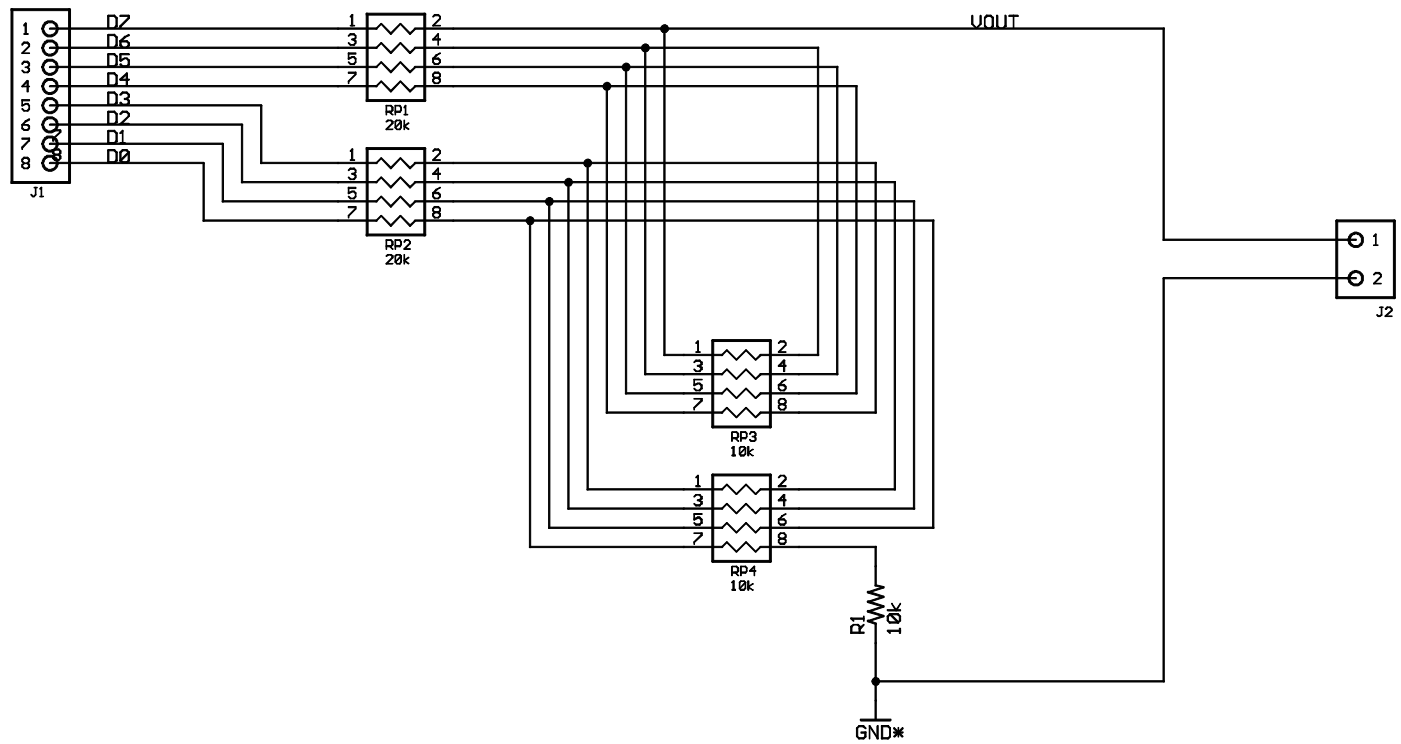 1 D7 1 2 VOUT
2 D6 3 4
3 D5 5 6
4 D4 7 8
5 D3 RP1
6 D2 20k
7 D1 7
8 D0 8
J1
1 2
3 4
5 6
7 8
RP2
20k
1
2
J2
1 2
3 4
5 6
7 8
RP3
10k
1 2
3 4
5 6
7 8
RP4
10k
R1 10k
GND*